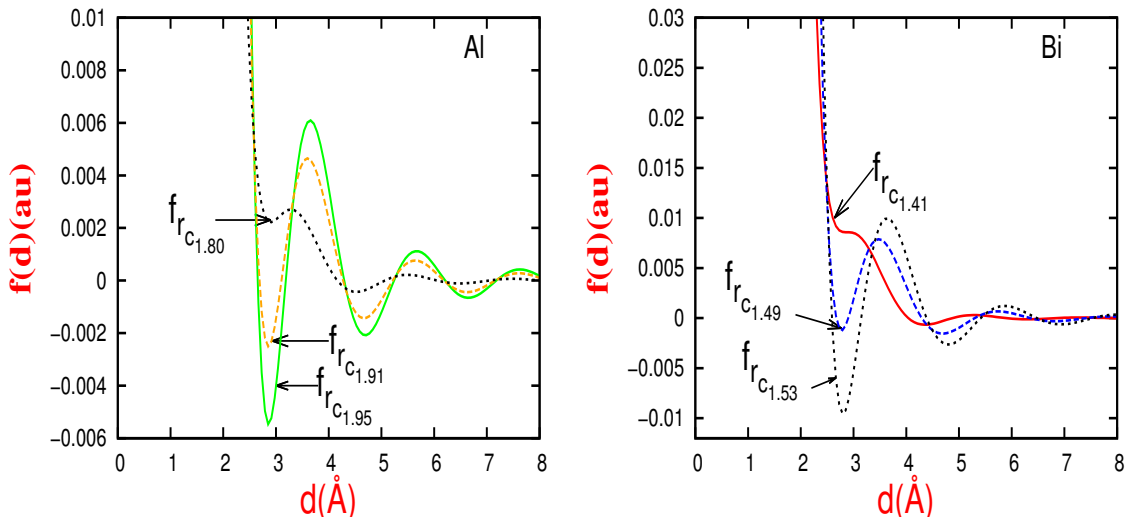 Al
0.01
0.008
0.006
0.004
0.002
0
−0.002
−0.004
−0.006
f(d)(au)
f_{r_{c_{1.80}}}
f_{r_{c_{1.91}}}
f_{r_{c_{1.95}}}
0 1 2 3 4 5 6 7 8
d(Å)
Bi
0.03
0.025
0.02
0.015
0.01
0.005
0
−0.005
−0.01
f(d)(au)
f_{r_{c_{1.41}}}
f_{r_{c_{1.49}}}
f_{r_{c_{1.53}}}
0 1 2 3 4 5 6 7 8
d(Å)